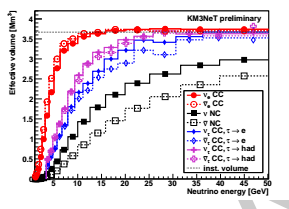 KM3NeT preliminary
Effective volume [Mm³]
4
3.5
3
2.5
2
1.5
1
0.5
0
νe CC
ν̄e CC
ν NC
ν̄ NC
ντ CC, τ → e
ν̄τ CC, τ → e
ντ CC, τ → had
ν̄τ CC, τ → had
inst. volume
5 10 15 20 25 30 35 40 45 50
Neutrino energy [GeV]